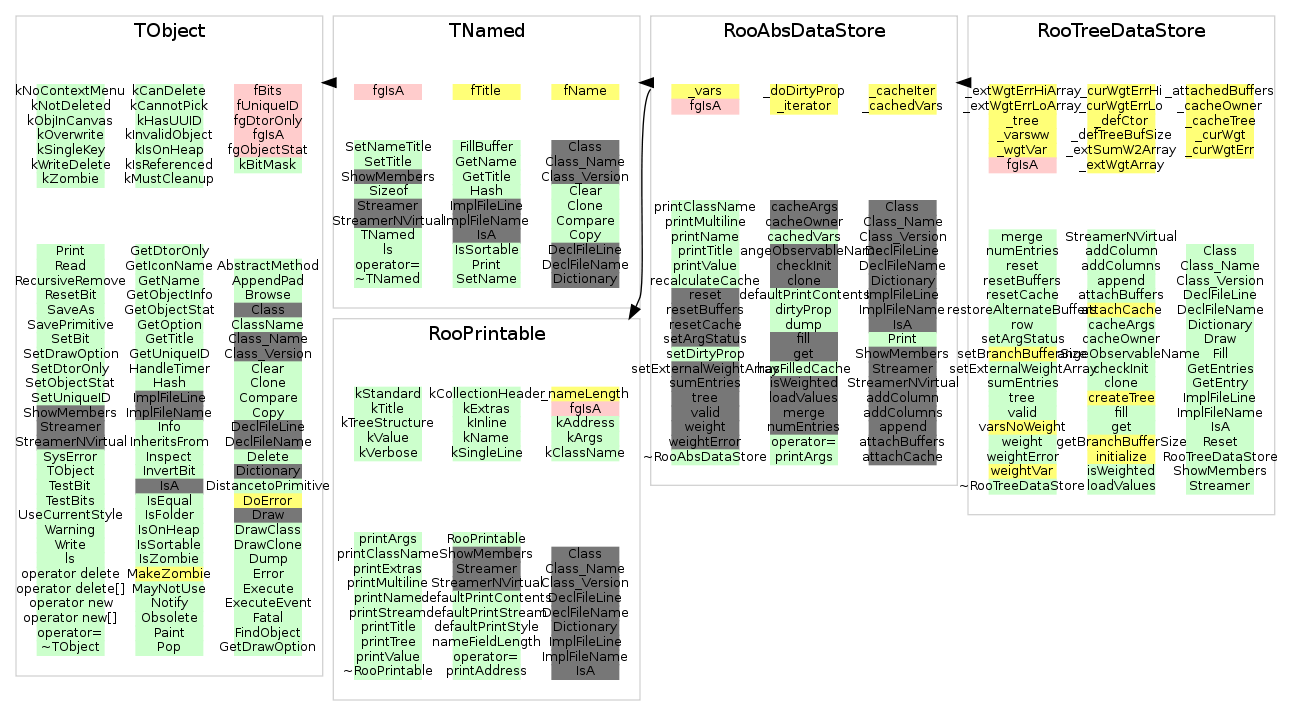 TObject
kNoContextMenu
kNotDeleted
kObjInCanvas
kOverwrite
kSingleKey
kWriteDelete
kZombie
kCanDelete
kCannotPick
kHasUUID
kInvalidObject
kIsOnHeap
kIsReferenced
kMustCleanup
fBits
fUniqueID
fgDtorOnly
fgIsA
fgObjectStat
kBitMask
Print
Read
RecursiveRemove
ResetBit
SaveAs
SavePrimitive
SetBit
SetDrawOption
SetDtorOnly
SetObjectStat
SetUniqueID
ShowMembers
Streamer
StreamerNVirtual
SysError
TObject
TestBit
TestBits
UseCurrentStyle
Warning
Write
ls
operator delete
operator delete[]
operator new
operator new[]
operator=
~TObject
GetDtorOnly
GetIconName
GetName
GetObjectInfo
GetObjectStat
GetOption
GetTitle
GetUniqueID
HandleTimer
Hash
ImplFileLine
ImplFileName
Info
InheritsFrom
Inspect
InvertBit
IsA
IsEqual
IsFolder
IsOnHeap
IsSortable
IsZombie
MakeZombie
MayNotUse
Notify
Obsolete
Paint
Pop
AbstractMethod
AppendPad
Browse
Class
ClassName
Class_Name
Class_Version
Clear
Clone
Compare
Copy
DeclFileLine
DeclFileName
Delete
Dictionary
DistancetoPrimitive
DoError
Draw
DrawClass
DrawClone
Dump
Error
Execute
ExecuteEvent
Fatal
FindObject
GetDrawOption
TNamed
fgIsA
fTitle
fName
SetNameTitle
SetTitle
ShowMembers
Sizeof
Streamer
StreamerNVirtual
TNamed
ls
operator=
~TNamed
FillBuffer
GetName
GetTitle
Hash
ImplFileLine
ImplFileName
IsA
IsSortable
Print
SetName
Class
Class_Name
Class_Version
Clear
Clone
Compare
Copy
DeclFileLine
DeclFileName
Dictionary
RooPrintable
kStandard
kTitle
kTreeStructure
kValue
kVerbose
kCollectionHeader
kExtras
kInline
kName
kSingleLine
_nameLength
fgIsA
kAddress
kArgs
kClassName
printArgs
printClassName
printExtras
printMultiline
printName
printStream
printTitle
printTree
printValue
~RooPrintable
RooPrintable
ShowMembers
Streamer
StreamerNVirtual
defaultPrintContents
defaultPrintStream
defaultPrintStyle
nameFieldLength
operator=
printAddress
Class
Class_Name
Class_Version
DeclFileLine
DeclFileName
Dictionary
ImplFileLine
ImplFileName
IsA
RooAbsDataStore
_vars
fgIsA
_doDirtyProp
_iterator
_cacheIter
_cachedVars
printClassName
printMultiline
printName
printTitle
printValue
recalculateCache
reset
resetBuffers
resetCache
setArgStatus
setDirtyProp
setExternalWeightArray
sumEntries
tree
valid
weight
weightError
~RooAbsDataStore
cacheArgs
cacheOwner
cachedVars
angeObservableName
checkInit
clone
defaultPrintContents
dirtyProp
dump
fill
get
hasFilledCache
isWeighted
loadValues
merge
numEntries
operator=
printArgs
Class
Class_Name
Class_Version
DeclFileLine
DeclFileName
Dictionary
ImplFileLine
ImplFileName
IsA
Print
ShowMembers
Streamer
StreamerNVirtual
addColumn
addColumns
append
attachBuffers
attachCache
RooTreeDataStore
_extWgtErrHiArray
_extWgtErrLoArray
_tree
_varsww
_wgtVar
fgIsA
_curWgtErrHi
_curWgtErrLo
_defCtor
_defTreeBufSize
_extSumW2Array
_extWgtArray
_attachedBuffers
_cacheOwner
_cacheTree
_curWgt
_curWgtErr
merge
numEntries
reset
resetBuffers
resetCache
restoreAlternateBuffers
row
setArgStatus
setBranchBufferSize
setExternalWeightArray
sumEntries
tree
valid
varsNoWeight
weight
weightError
weightVar
~RooTreeDataStore
StreamerNVirtual
addColumn
addColumns
append
attachBuffers
attachCache
cacheArgs
cacheOwner
angeObservableName
checkInit
clone
createTree
fill
get
getBranchBufferSize
initialize
isWeighted
loadValues
Class
Class_Name
Class_Version
DeclFileLine
DeclFileName
Dictionary
Draw
Fill
GetEntries
GetEntry
ImplFileLine
ImplFileName
IsA
Reset
RooTreeDataStore
ShowMembers
Streamer